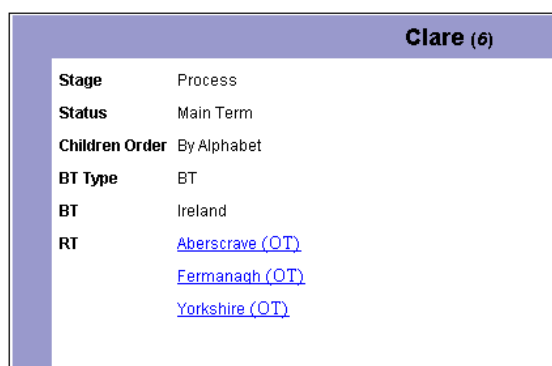 Clare (6)
Stage Process
Status Main Term
Children Order By Alphabet
BT Type BT
BT Ireland
RT Aberscrave (OT)
Fermanagh (OT)
Yorkshire (OT)